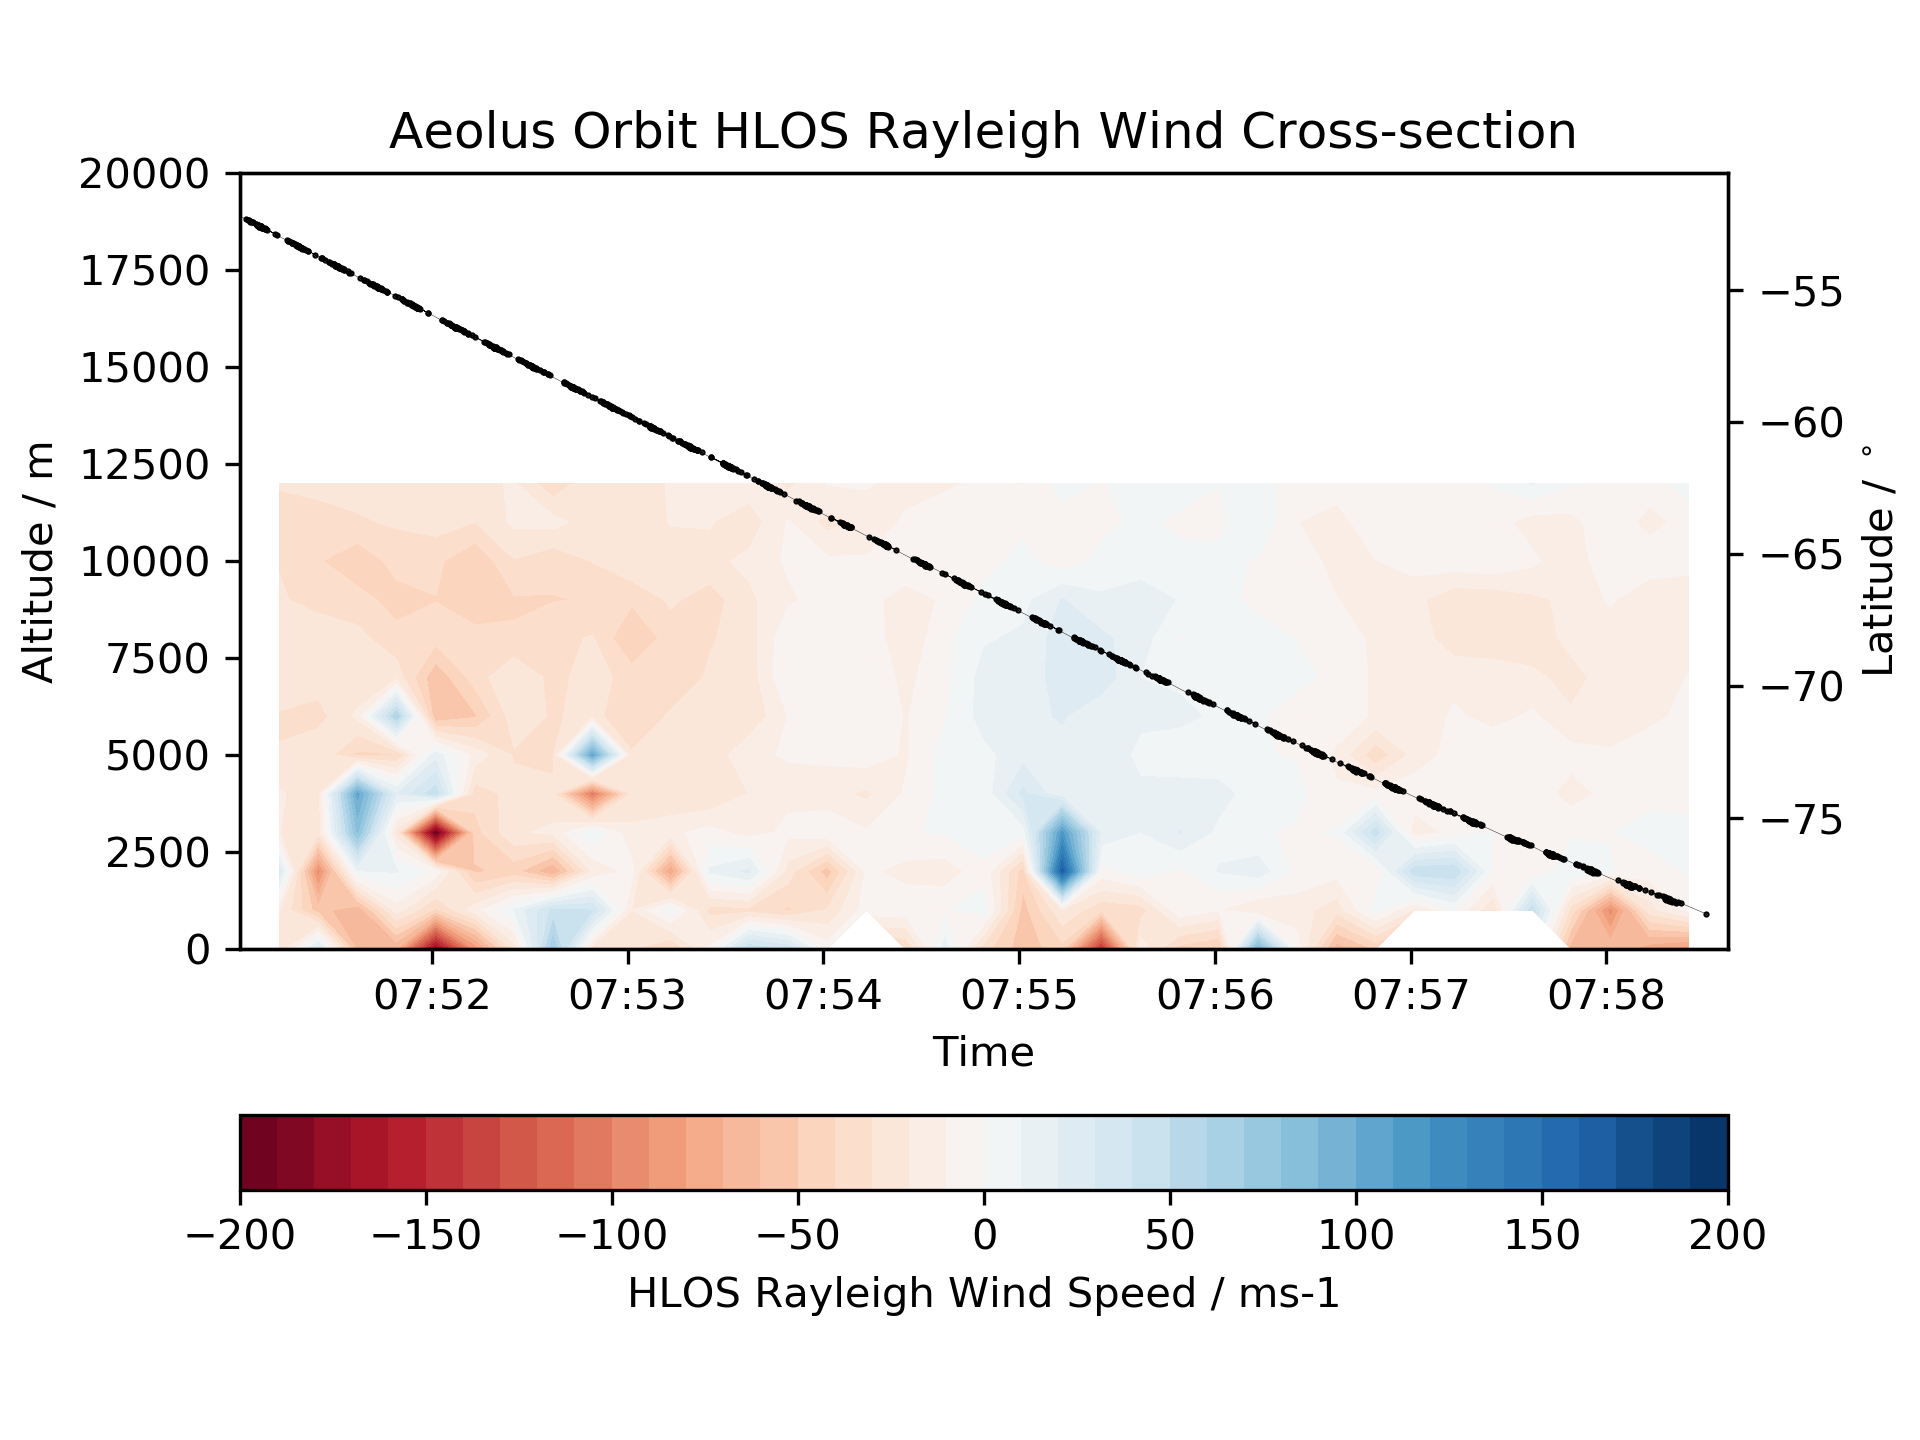 Aeolus Orbit HLOS Rayleigh Wind Cross-section
20000
17500
15000
12500
10000
7500
5000
2500
0
Altitude / m
−55
−60
−65
−70
−75
Latitude / °
07:52 07:53 07:54 07:55 07:56 07:57 07:58
Time
−200 −150 −100 −50 0 50 100 150 200
HLOS Rayleigh Wind Speed / ms-1